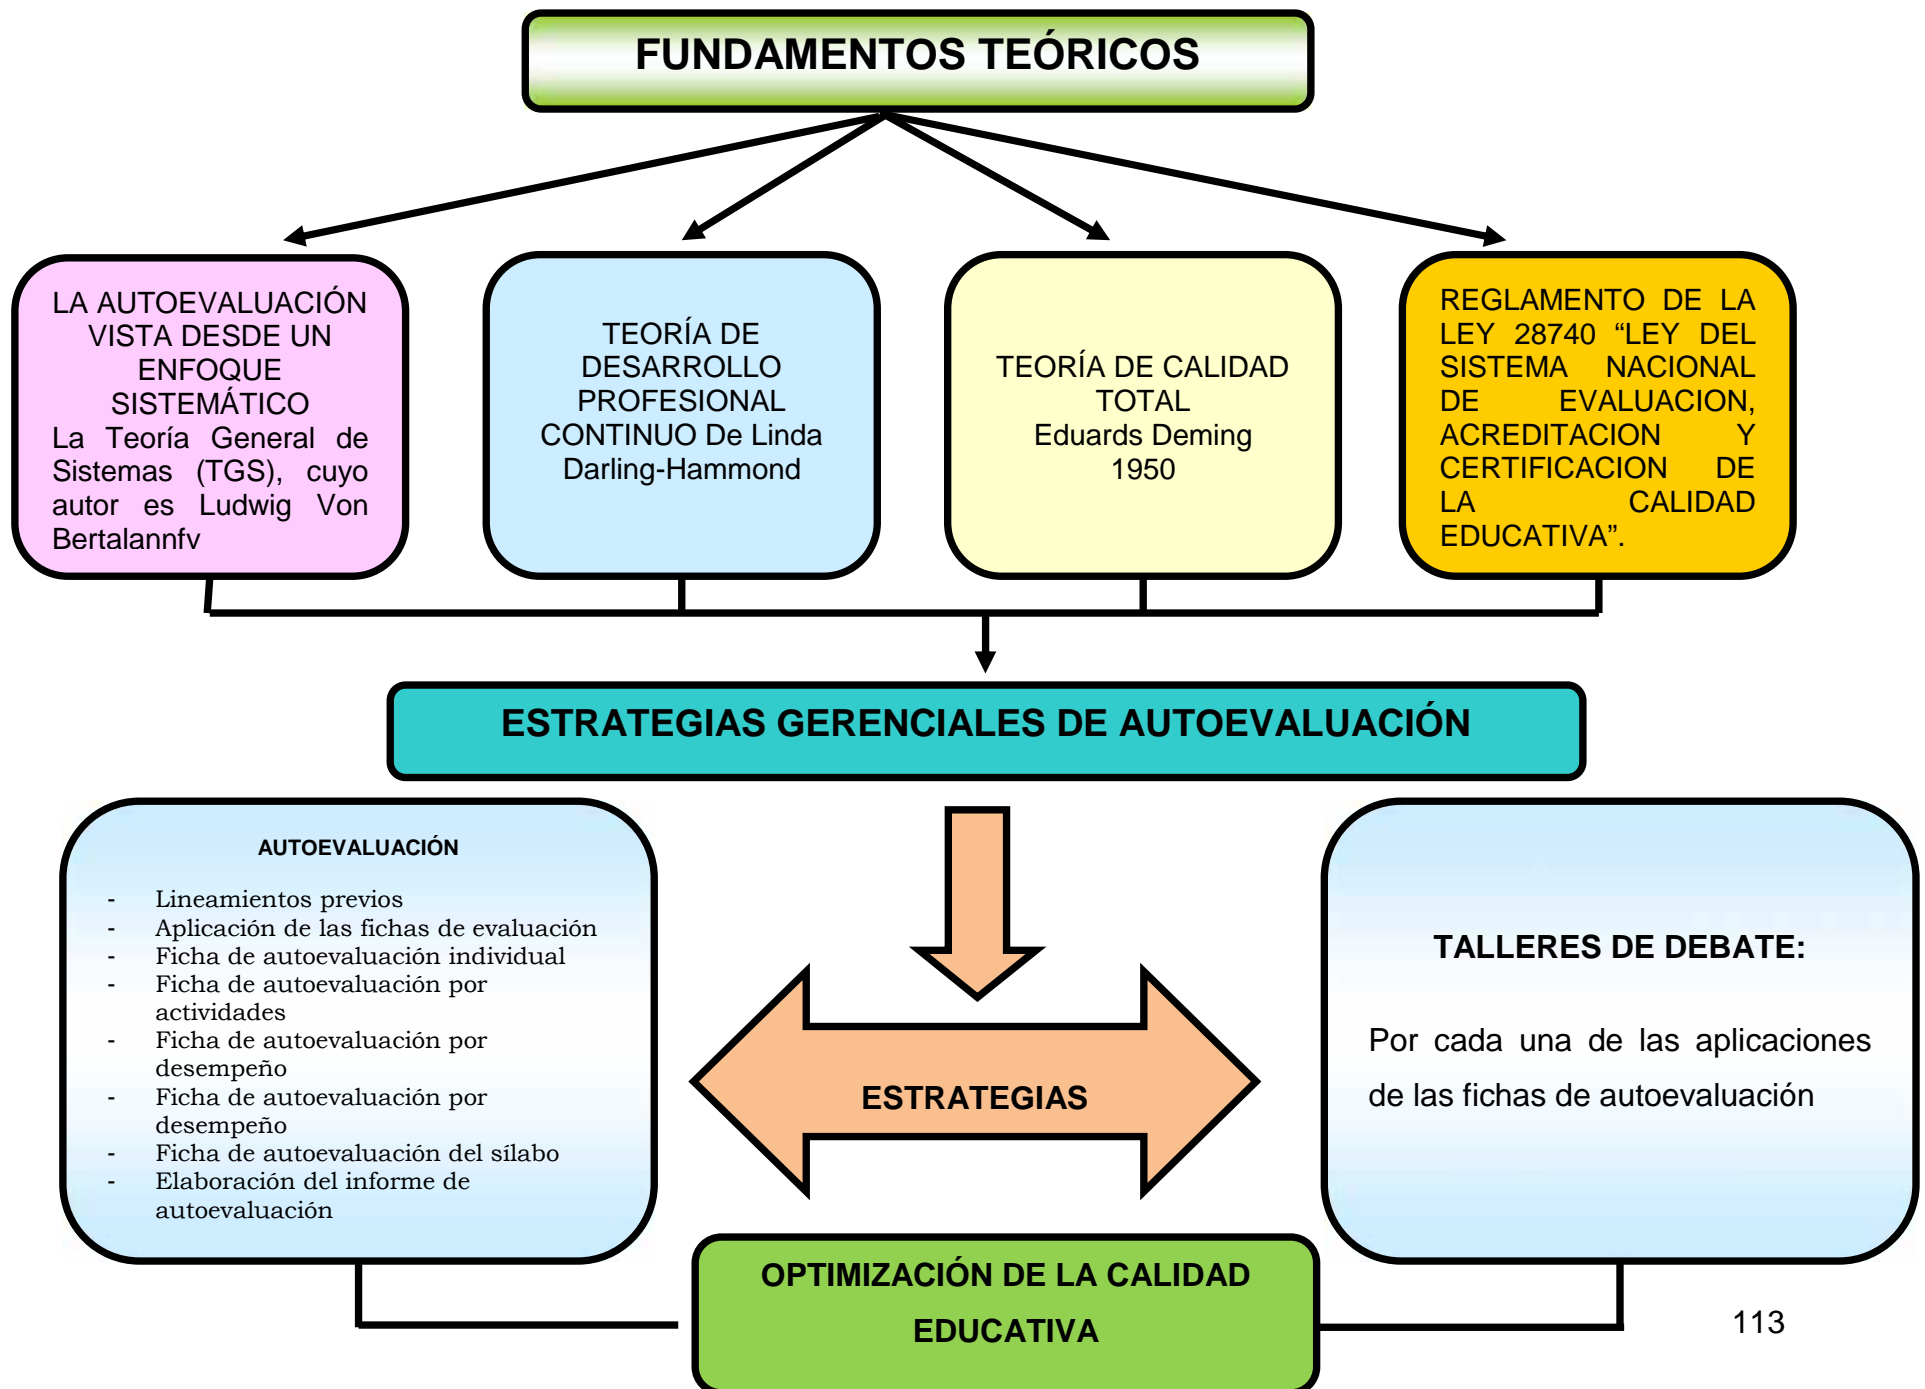 FUNDAMENTOS TEÓRICOS
LA AUTOEVALUACIÓN
VISTA DESDE UN
ENFOQUE
SISTEMÁTICO
La Teoría General de
Sistemas (TGS), cuyo
autor es Ludwig Von
Bertalannfv
TEORÍA DE
DESARROLLO
PROFESIONAL
CONTINUO De Linda
Darling-Hammond
TEORÍA DE CALIDAD
TOTAL
Eduards Deming
1950
REGLAMENTO DE LA
LEY 28740 “LEY DEL
SISTEMA NACIONAL
DE EVALUACION,
ACREDITACION Y
CERTIFICACION DE
LA CALIDAD
EDUCATIVA”.
ESTRATEGIAS GERENCIALES DE AUTOEVALUACIÓN
AUTOEVALUACIÓN
- Lineamientos previos
- Aplicación de las fichas de evaluación
- Ficha de autoevaluación individual
- Ficha de autoevaluación por
actividades
- Ficha de autoevaluación por
desempeño
- Ficha de autoevaluación por
desempeño
- Ficha de autoevaluación del sílabo
- Elaboración del informe de
autoevaluación
ESTRATEGIAS
TALLERES DE DEBATE:
Por cada una de las aplicaciones
de las fichas de autoevaluación
OPTIMIZACIÓN DE LA CALIDAD
EDUCATIVA
113